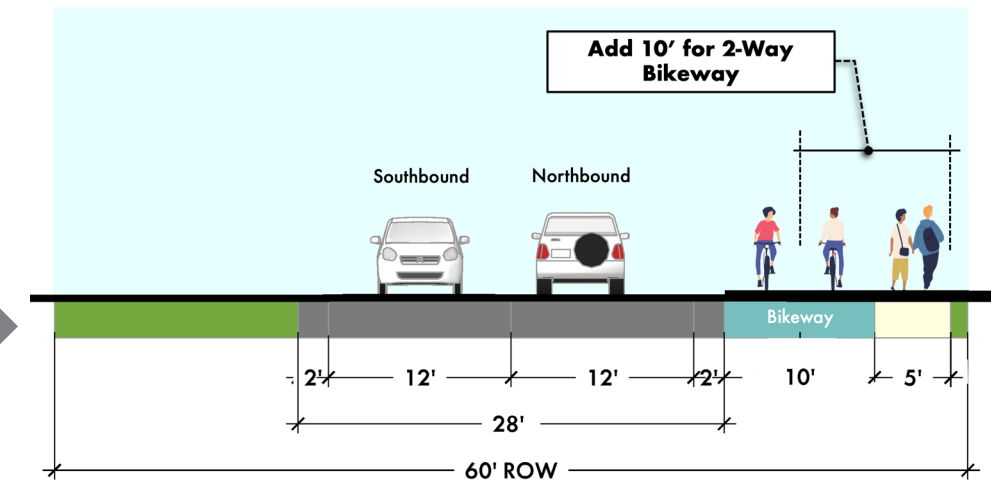 Add 10’ for 2-Way
Bikeway
Southbound
Northbound
Bikeway
2' 12' 12' 2' 10' 5'
28'
60' ROW